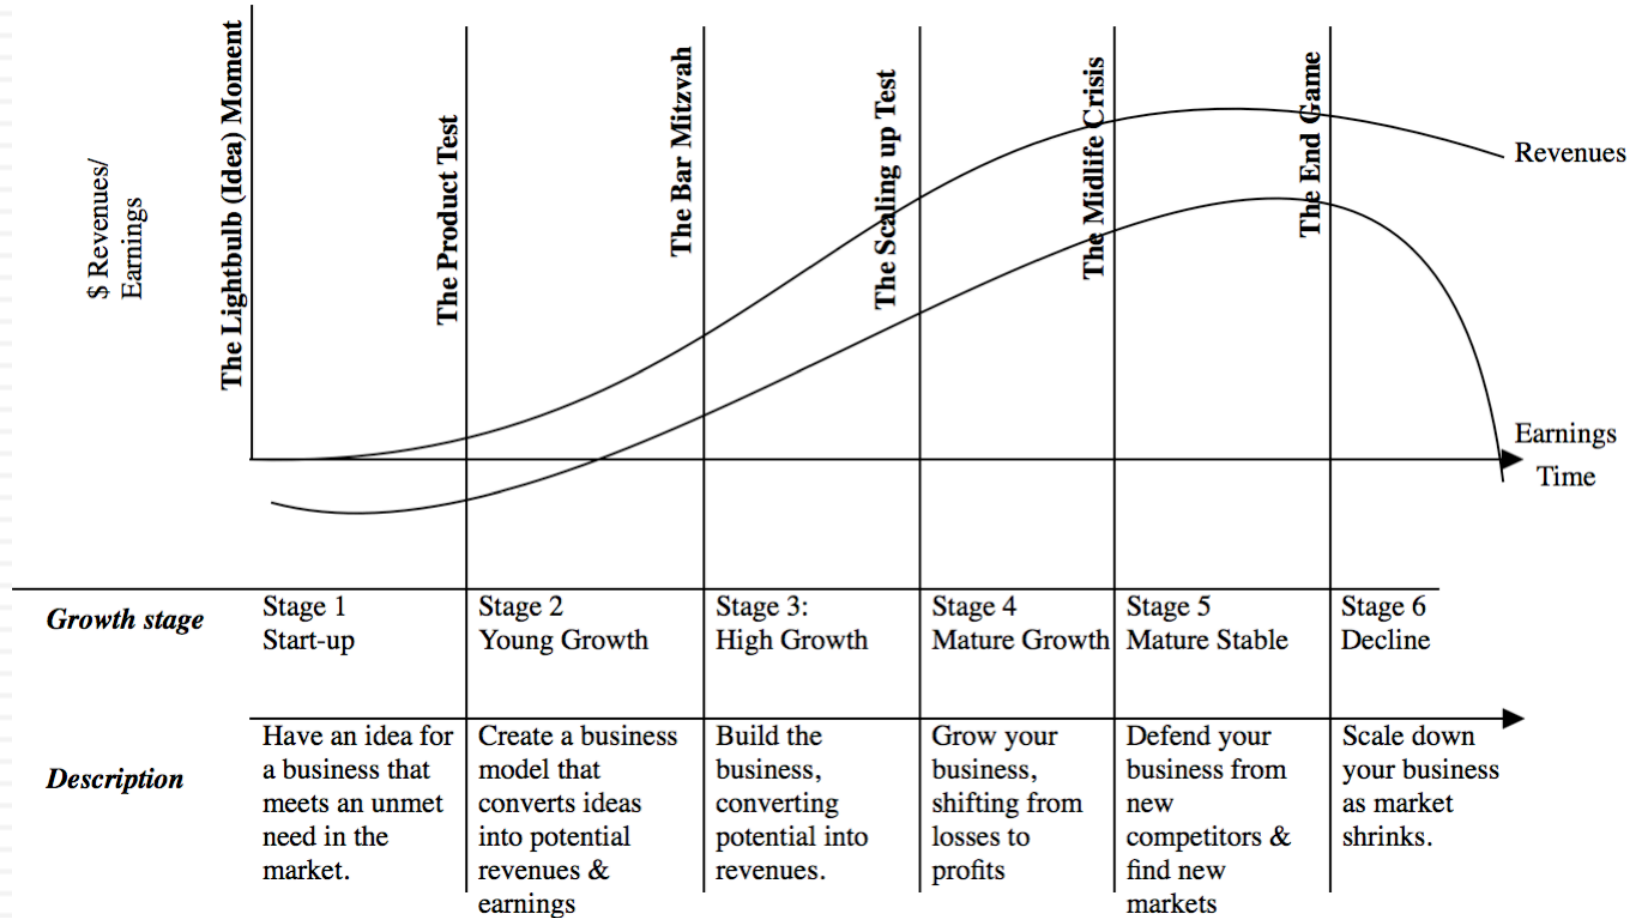 $ Revenues/
Earnings
The Lightbulb (Idea) Moment
The Product Test
The Bar Mitzvah
The Scaling up Test
The Midlife Crisis
The End Game
Revenues
Earnings
Time
Growth stage
Stage 1
Start-up
Stage 2
Young Growth
Stage 3:
High Growth
Stage 4
Mature Growth
Stage 5
Mature Stable
Stage 6
Decline
Description
Have an idea for
a business that
meets an unmet
need in the
market.
Create a business
model that
converts ideas
into potential
revenues &
earnings
Build the
business,
converting
potential into
revenues.
Grow your
business,
shifting from
losses to
profits
Defend your
business from
new
competitors &
find new
markets
Scale down
your business
as market
shrinks.